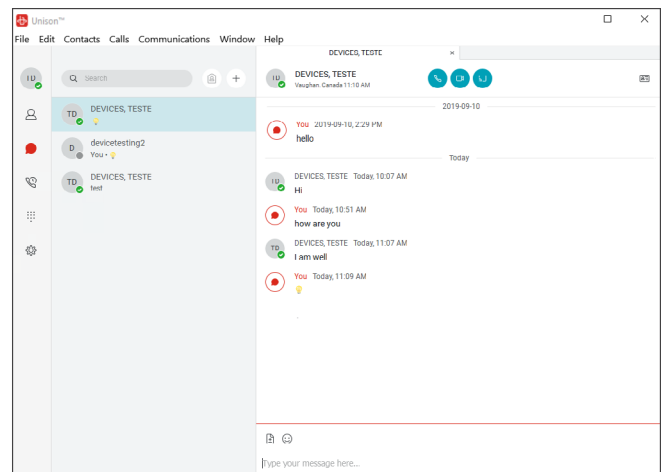 Unison™
File Edit Contacts Calls Communications Window Help
DEVICES, TESTE ×
TD
Search
DEVICES, TESTE
Vaughan Canada 11:10 AM
TD DEVICES, TESTE
D devicetesting2
You •
TD DEVICES, TESTE
test
2019-09-10
You 2019-09-10, 2:29 PM
hello
Today
TD DEVICES, TESTE Today, 10:07 AM
Hi
You Today, 10:51 AM
how are you
TD DEVICES, TESTE Today, 11:07 AM
I am well
You Today, 11:09 AM
Type your message here...